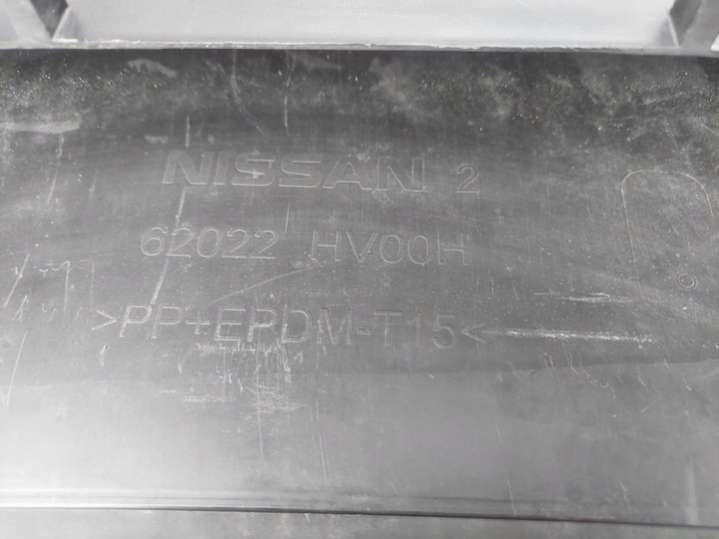 NISSAN 2
62022 HV00H
>PP+EPDM-T15<